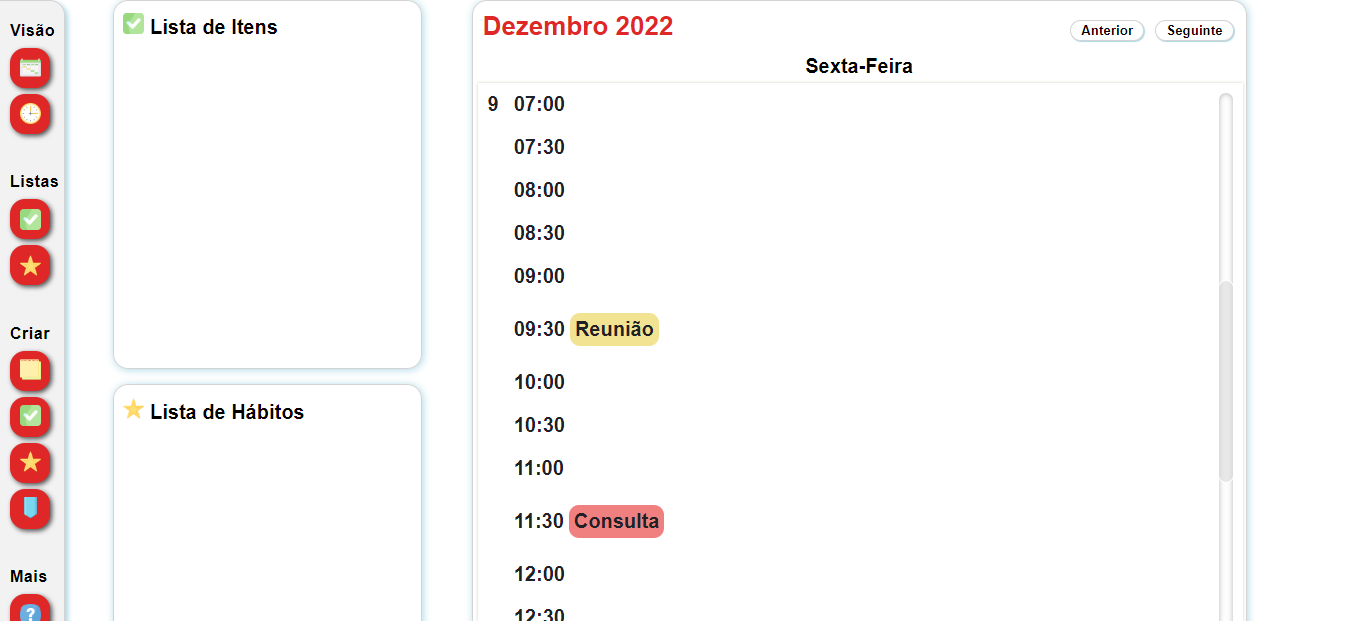 Visão
Listas
Criar
Mais
?
Lista de Itens
Lista de Hábitos
Dezembro 2022
Anterior
Seguinte
Sexta-Feira
9 07:00
07:30
08:00
08:30
09:00
09:30 Reunião
10:00
10:30
11:00
11:30 Consulta
12:00
12:30